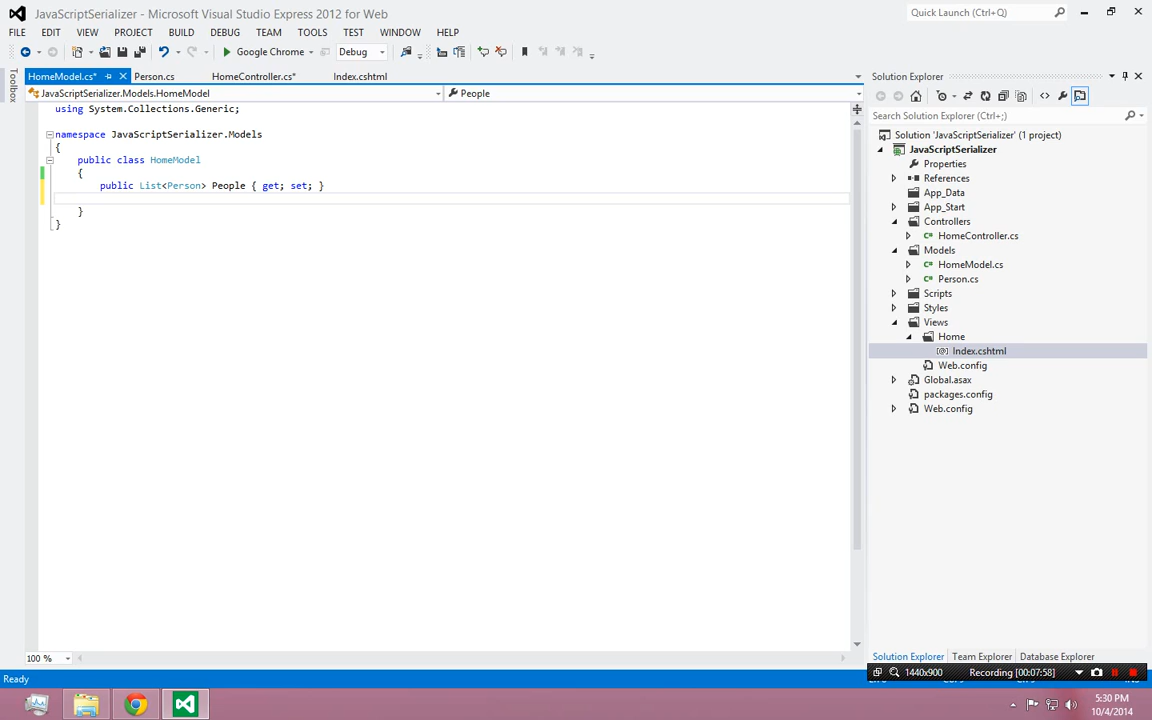 JavaScriptSerializer - Microsoft Visual Studio Express 2012 for Web
Quick Launch (Ctrl+Q)
FILE EDIT VIEW PROJECT BUILD DEBUG TEAM TOOLS TEST WINDOW HELP
Google Chrome Debug
Toolbox
HomeModel.cs* Person.cs HomeController.cs* Index.cshtml
JavaScriptSerializer.Models.HomeModel People
using System.Collections.Generic;
namespace JavaScriptSerializer.Models
{
public class HomeModel
{
public List<Person> People { get; set; }
}
}
100 %
Solution Explorer
Search Solution Explorer (Ctrl+;)
Solution 'JavaScriptSerializer' (1 project)
JavaScriptSerializer
Properties
References
App_Data
App_Start
Controllers
HomeController.cs
Models
HomeModel.cs
Person.cs
Scripts
Styles
Views
Home
Index.cshtml
Web.config
Global.asax
packages.config
Web.config
Solution Explorer Team Explorer Database Explorer
1440x900 Recording [00:07:58]
Ready
5:30 PM
10/4/2014